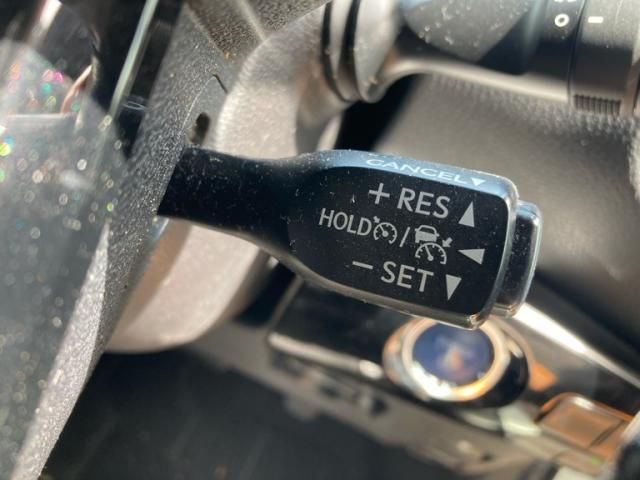 CANCEL
+ RES
HOLD /
− SET